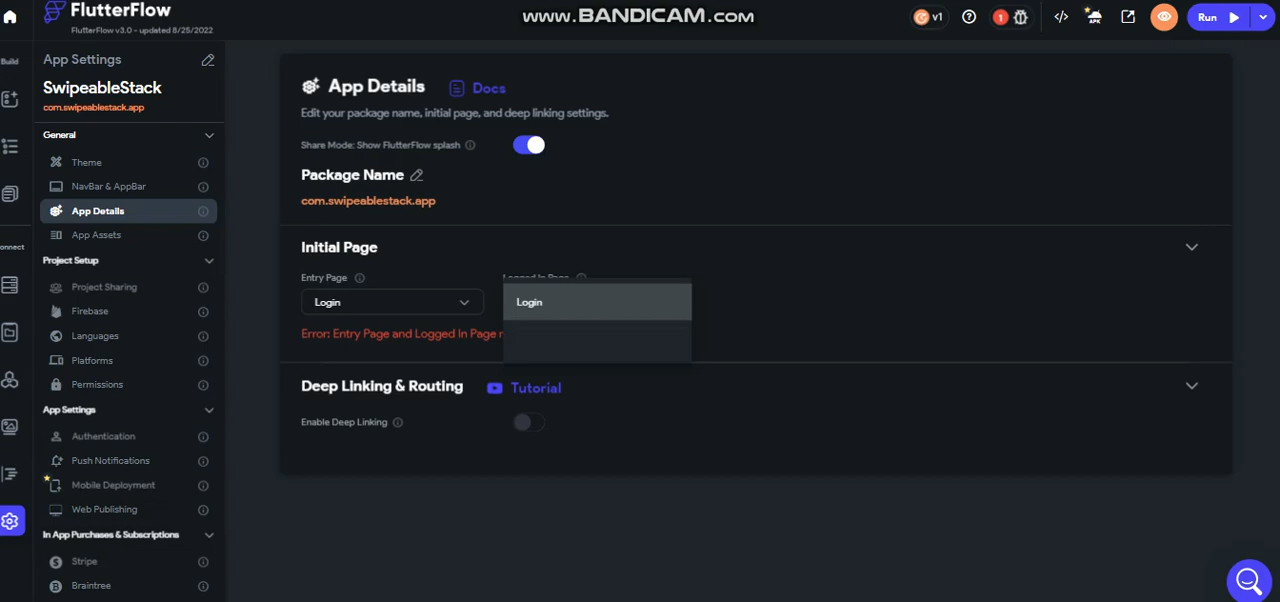 FlutterFlow
FlutterFlow v3.0 - updated 8/25/2022
www.BANDICAM.com
v1
1
APK
Run
Build
onnect
App Settings
SwipeableStack
com.swipeablestack.app
General
Theme
NavBar & AppBar
App Details
App Assets
Project Setup
Project Sharing
Firebase
Languages
Platforms
Permissions
App Settings
Authentication
Push Notifications
Mobile Deployment
Web Publishing
In App Purchases & Subscriptions
Stripe
Braintree
App Details
Docs
Edit your package name, initial page, and deep linking settings.
Share Mode: Show FlutterFlow splash
Package Name
com.swipeablestack.app
Initial Page
Entry Page
Logged In Page
Login
Login
Error: Entry Page and Logged In Page
Deep Linking & Routing
Tutorial
Enable Deep Linking